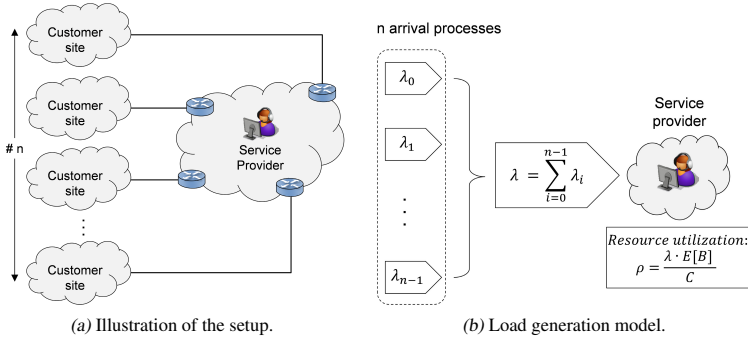 Customer
site
Customer
site
# n
Customer
site
Customer
site
Service
Provider
(a) Illustration of the setup.
n arrival processes
λ₀
λ₁
λₙ₋₁
λ = ∑ᵢ₌₀ⁿ⁻¹ λᵢ
Service
provider
Resource utilization:
ρ = λ · E[B] / C
(b) Load generation model.